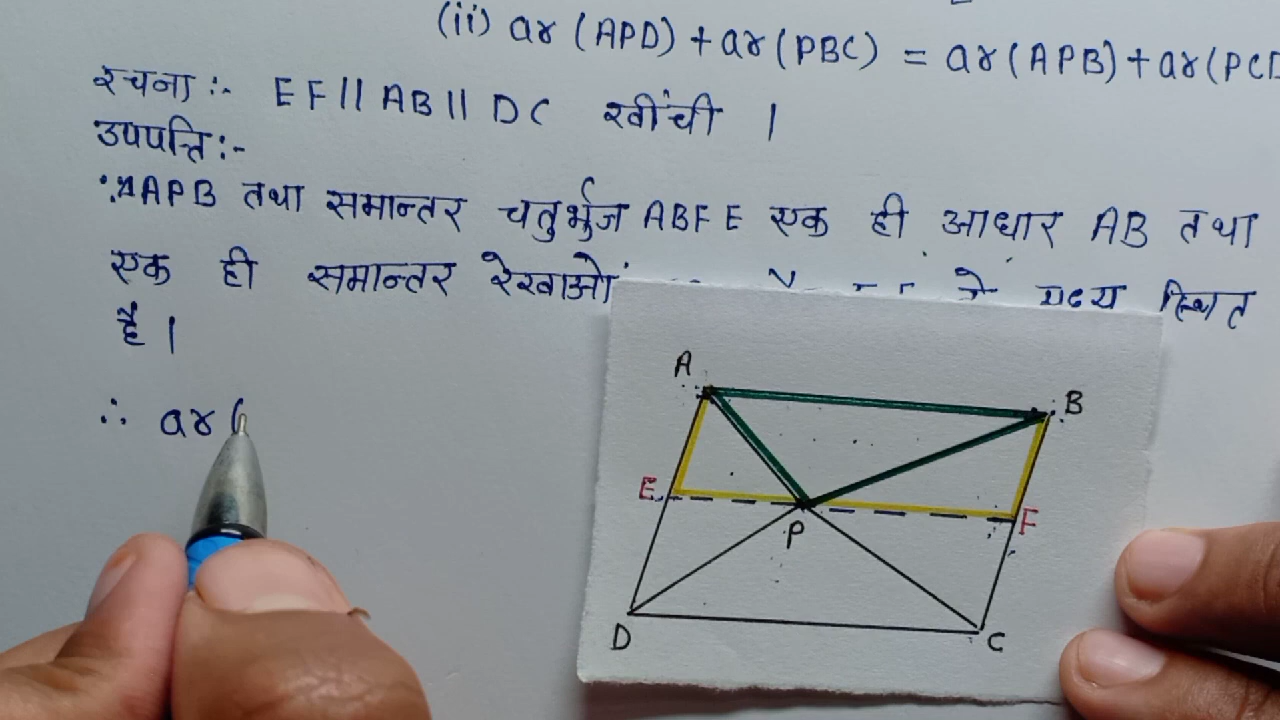 (ii) ar (APD) + ar (PBC) = ar (APB) + ar (PCD
रचना :- EF || AB || DC खींची |
उपपत्ति :-
∵ APB तथा समान्तर चतुर्भुज ABFE एक ही आधार AB तथा
एक ही समान्तर रेखाओं के मध्य स्थित
है |
∴ ar (
A
B
E
F
P
D
C